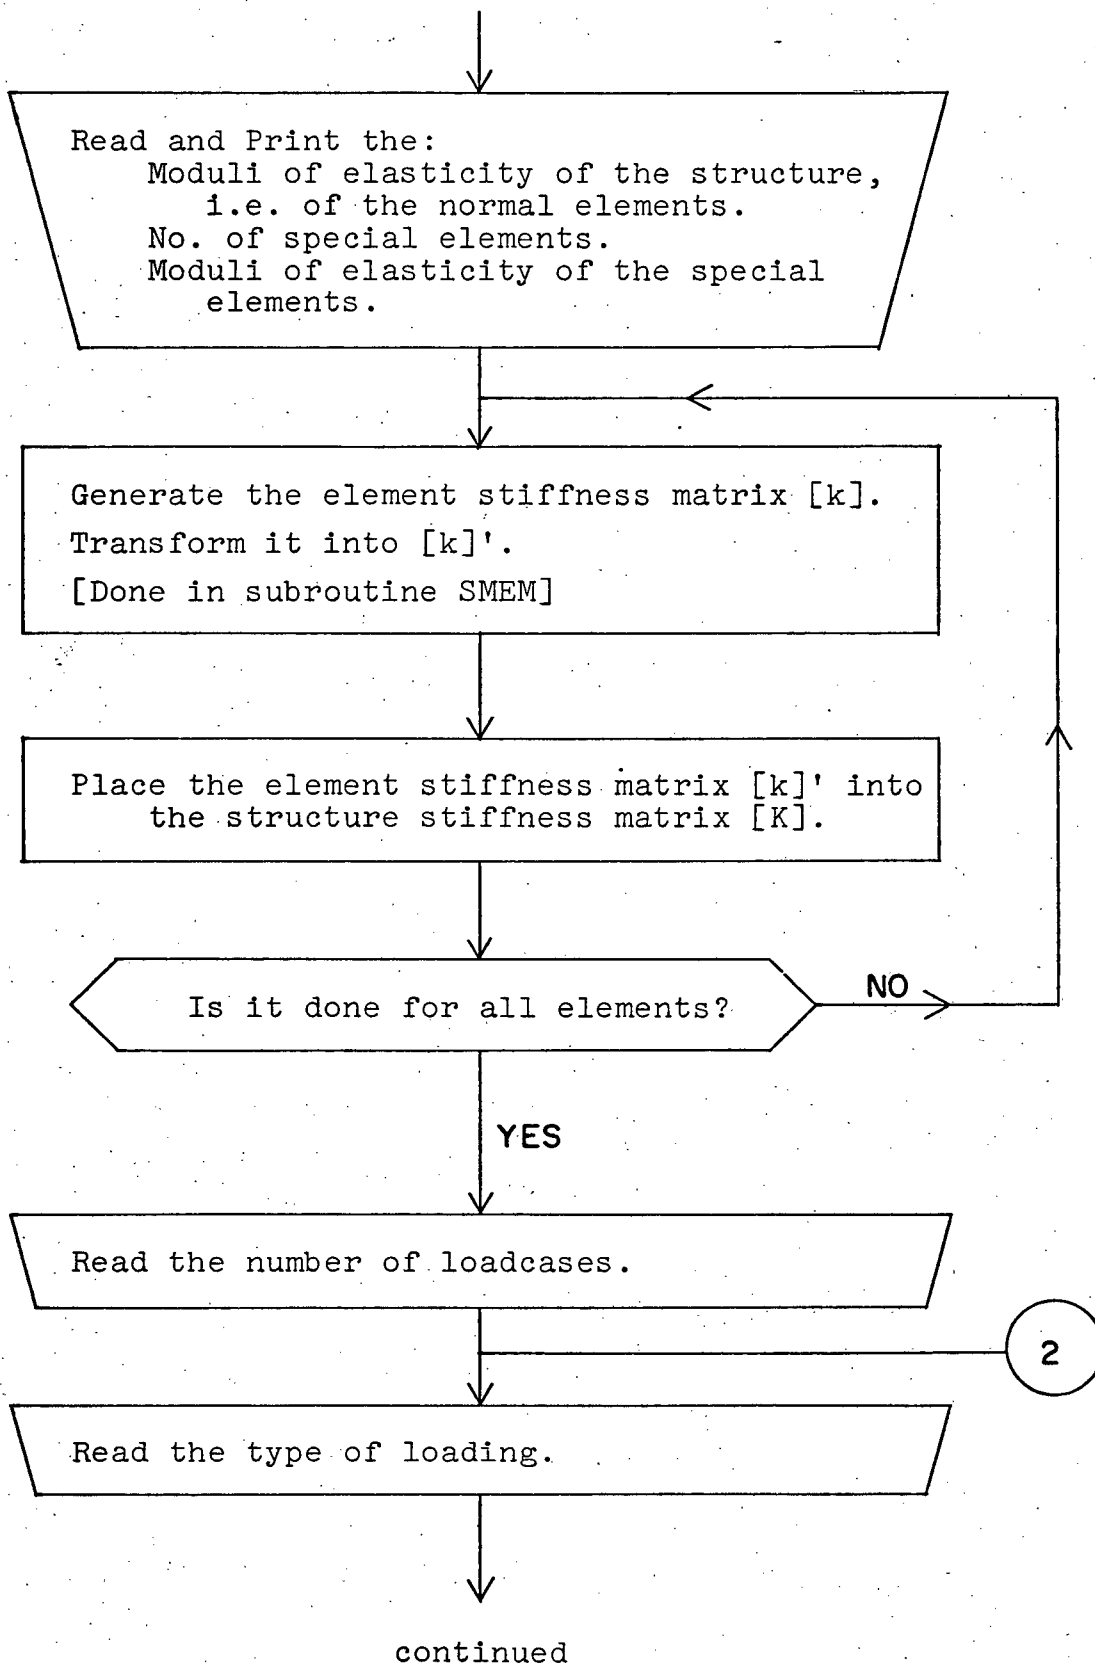 Read and Print the:
Moduli of elasticity of the structure,
i.e. of the normal elements.
No. of special elements.
Moduli of elasticity of the special
elements.
Generate the element stiffness matrix [k].
Transform it into [k]'.
[Done in subroutine SMEM]
Place the element stiffness matrix [k]' into
the structure stiffness matrix [K].
Is it done for all elements?
NO
YES
Read the number of loadcases.
2
Read the type of loading.
continued